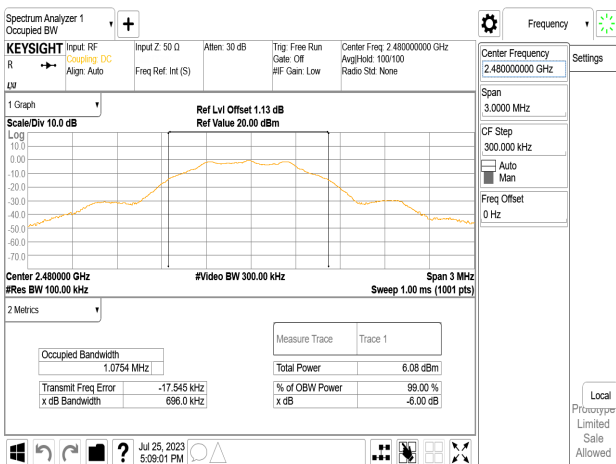 Spectrum Analyzer 1
Occupied BW
Frequency
KEYSIGHT
R
LXI
Input: RF
Coupling: DC
Align: Auto
Input Z: 50 Ω
Freq Ref: Int (S)
Atten: 30 dB
Trig: Free Run
Gate: Off
#IF Gain: Low
Center Freq: 2.480000000 GHz
Avg|Hold: 100/100
Radio Std: None
1 Graph
Scale/Div 10.0 dB
Ref Lvl Offset 1.13 dB
Ref Value 20.00 dBm
Log
10.0
0.00
-10.0
-20.0
-30.0
-40.0
-50.0
-60.0
-70.0
Center 2.480000 GHz
#Res BW 100.00 kHz
#Video BW 300.00 kHz
Span 3 MHz
Sweep 1.00 ms (1001 pts)
2 Metrics
Measure Trace Trace 1
Occupied Bandwidth
1.0754 MHz
Total Power 6.08 dBm
Transmit Freq Error -17.545 kHz
% of OBW Power 99.00 %
x dB Bandwidth 696.0 kHz
x dB -6.00 dB
Jul 25, 2023
5:09:01 PM
Center Frequency
2.480000000 GHz
Settings
Span
3.0000 MHz
CF Step
300.000 kHz
Auto
Man
Freq Offset
0 Hz
Local
Prototype
Limited
Sale
Allowed